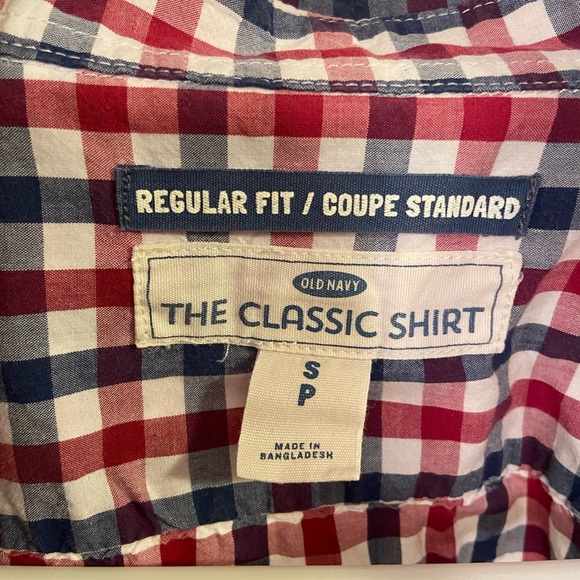 REGULAR FIT / COUPE STANDARD
OLD NAVY
THE CLASSIC SHIRT
S
P
MADE IN
BANGLADESH